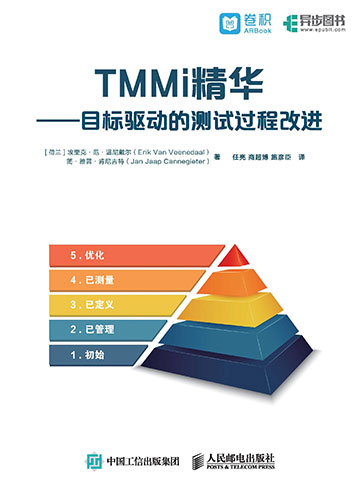 卷积
ARBook
异步图书
www.epubit.com
TMMi精华
——目标驱动的测试过程改进
[荷兰] 埃里克·范·温尼戴尔（Erik Van Veenedaal）
简·雅普·肯尼吉特（Jan Jaap Cannegieter） 著 任亮 商超博 施彦臣 译
5.优化
4.已测量
3.已定义
2.已管理
1.初始
中国工信出版集团
人民邮电出版社
POSTS & TELECOM PRESS